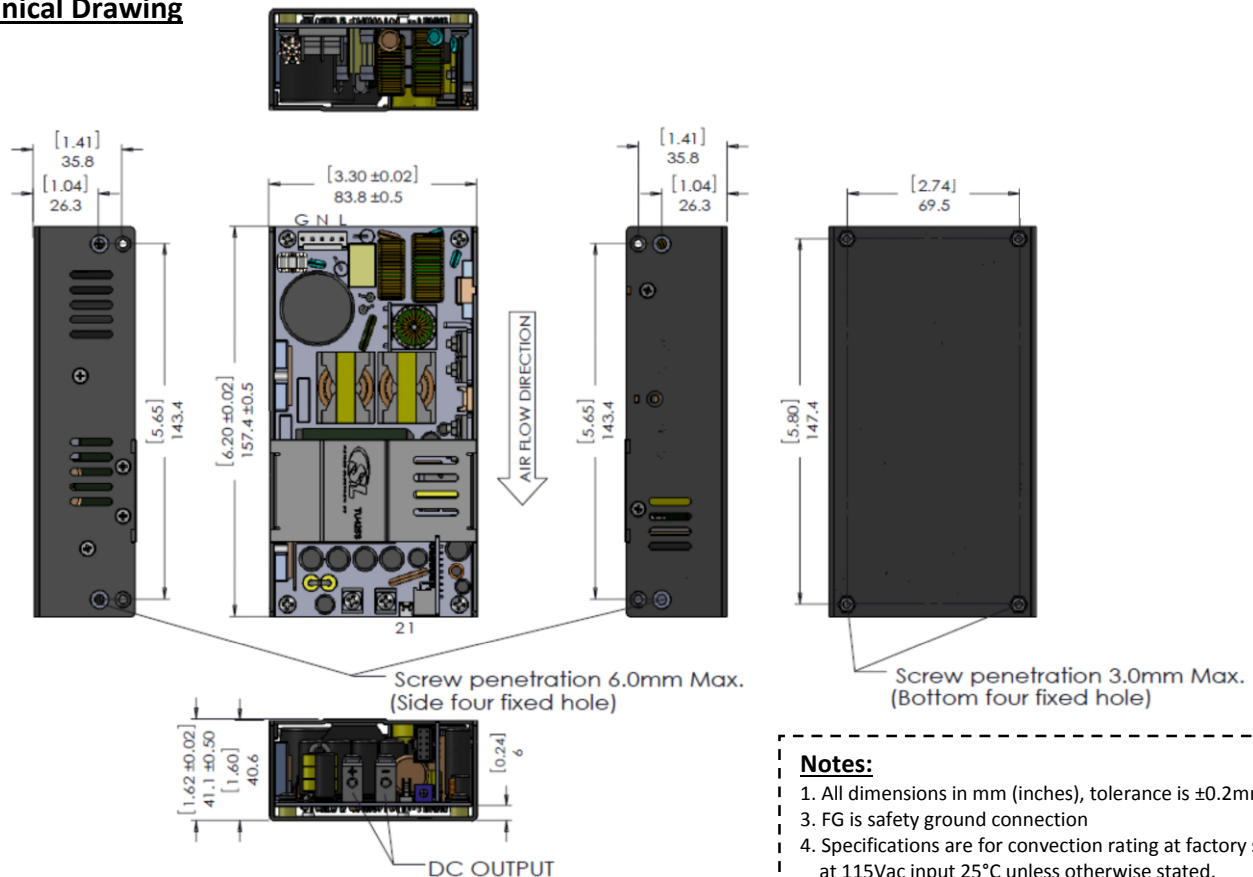 nical Drawing
[1.41]
35.8
[1.04]
26.3
[3.30 ±0.02]
83.8 ±0.5
[1.41]
35.8
[1.04]
26.3
[2.74]
69.5
G N L
[5.65]
143.4
[6.20 ±0.02]
157.4 ±0.5
AIR FLOW DIRECTION
[5.65]
143.4
[5.80]
147.4
21
Screw penetration 6.0mm Max.
(Side four fixed hole)
Screw penetration 3.0mm Max.
(Bottom four fixed hole)
[1.62 ±0.02]
41.1 ±0.50
[1.60]
40.6
+ -
[0.24]
6
DC OUTPUT
Notes:
1. All dimensions in mm (inches), tolerance is ±0.2mm
3. FG is safety ground connection
4. Specifications are for convection rating at factory s
at 115Vac input 25°C unless otherwise stated.